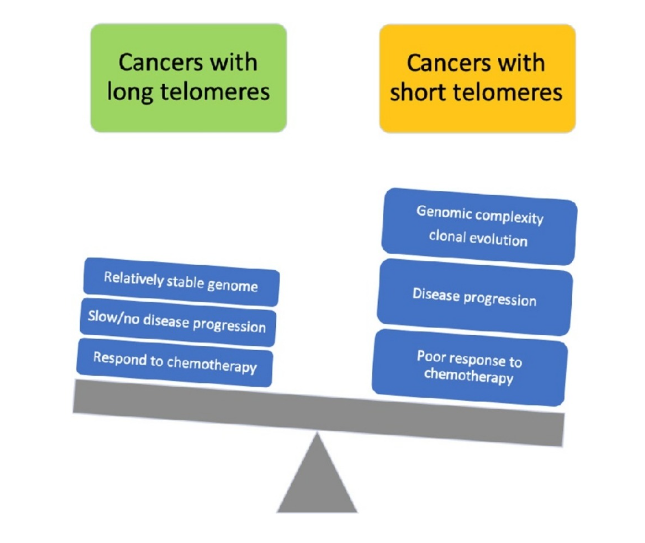 Cancers with
long telomeres
Cancers with
short telomeres
Relatively stable genome
Slow/no disease progression
Respond to chemotherapy
Genomic complexity
clonal evolution
Disease progression
Poor response to
chemotherapy